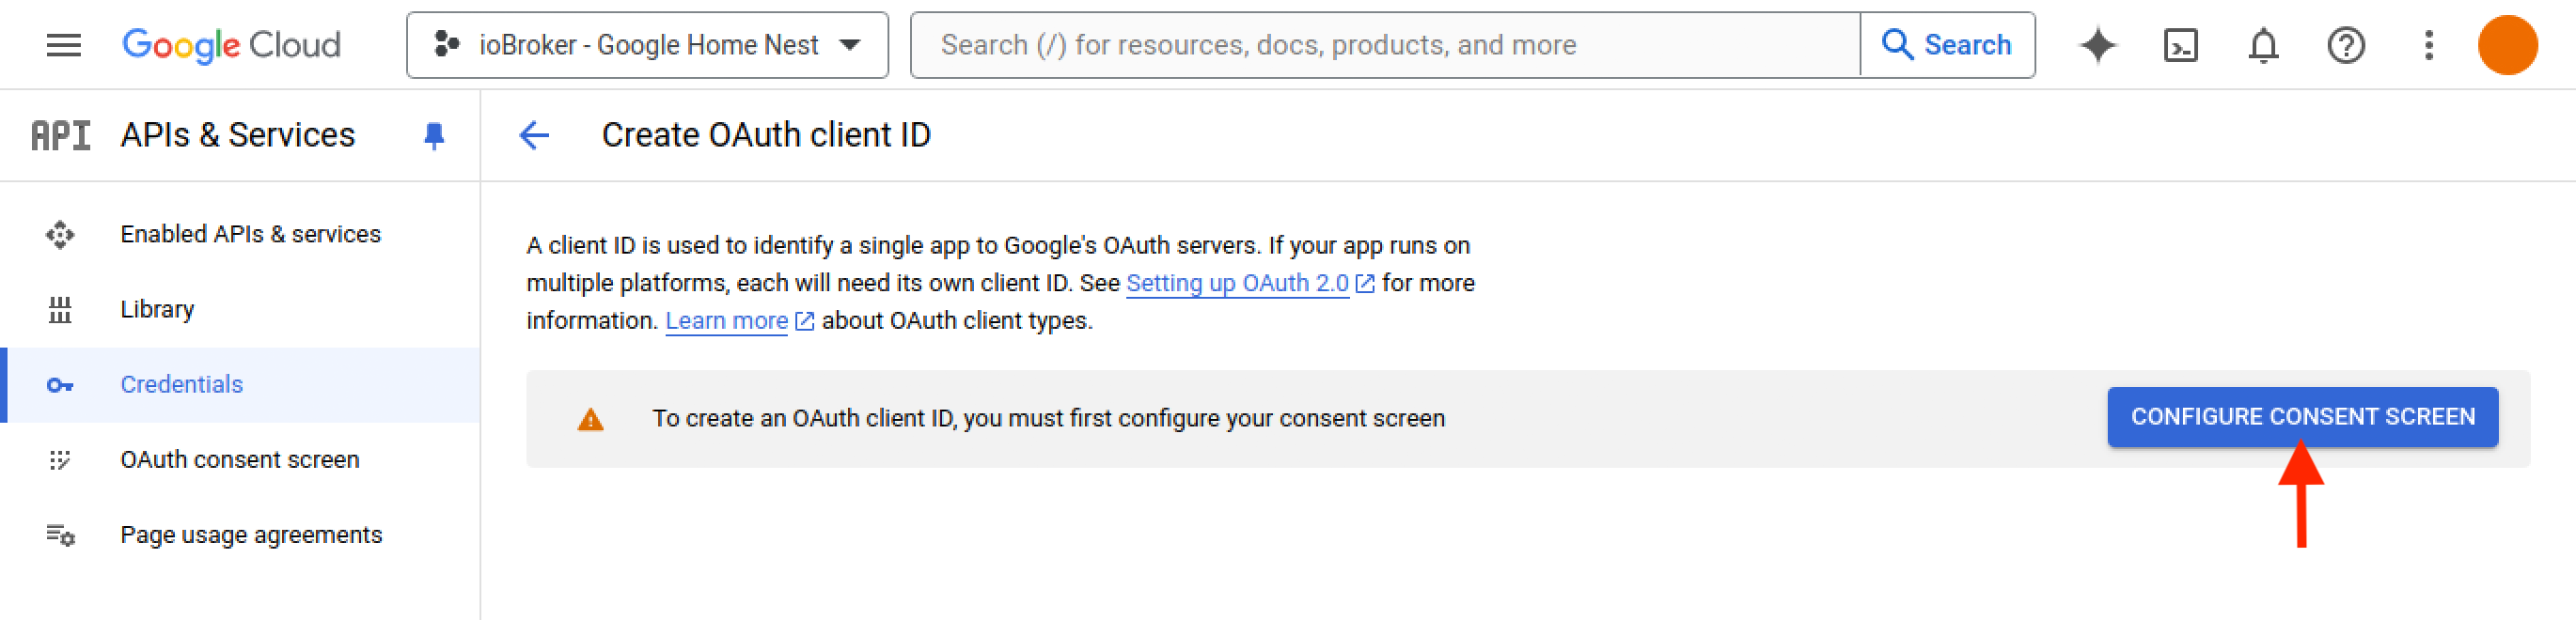 Google Cloud
ioBroker - Google Home Nest
Search (/) for resources, docs, products, and more
Search
API
APIs & Services
Create OAuth client ID
Enabled APIs & services
Library
Credentials
OAuth consent screen
Page usage agreements
A client ID is used to identify a single app to Google's OAuth servers. If your app runs on
multiple platforms, each will need its own client ID. See Setting up OAuth 2.0 for more
information. Learn more about OAuth client types.
To create an OAuth client ID, you must first configure your consent screen
CONFIGURE CONSENT SCREEN